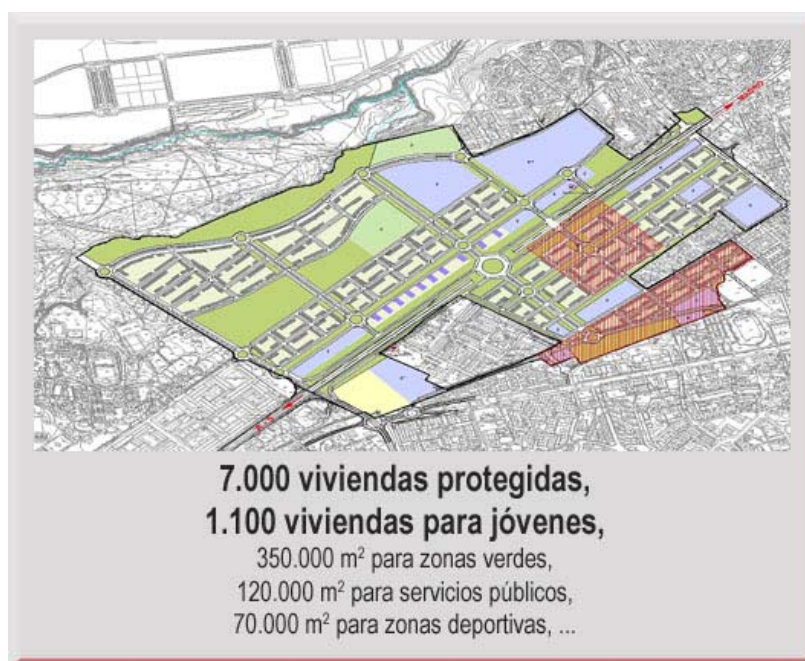 7.000 viviendas protegidas,
1.100 viviendas para jóvenes,
350.000 m² para zonas verdes,
120.000 m² para servicios públicos,
70.000 m² para zonas deportivas, ...